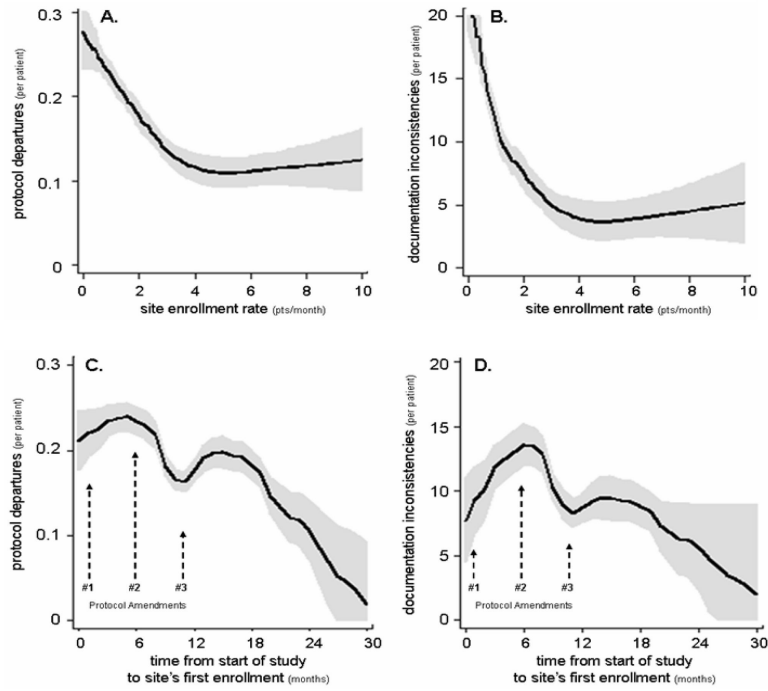 A.
protocol departures (per patient)
0.3
0.2
0.1
0
0 2 4 6 8 10
site enrollment rate (pts/month)
B.
documentation inconsistencies (per patient)
20
15
10
5
0
0 2 4 6 8 10
site enrollment rate (pts/month)
C.
protocol departures (per patient)
0.3
0.2
0.1
0
#1 #2 #3
Protocol Amendments
0 6 12 18 24 30
time from start of study
to site's first enrollment (months)
D.
documentation inconsistencies (per patient)
20
15
10
5
0
#1 #2 #3
Protocol Amendments
0 6 12 18 24 30
time from start of study
to site's first enrollment (months)